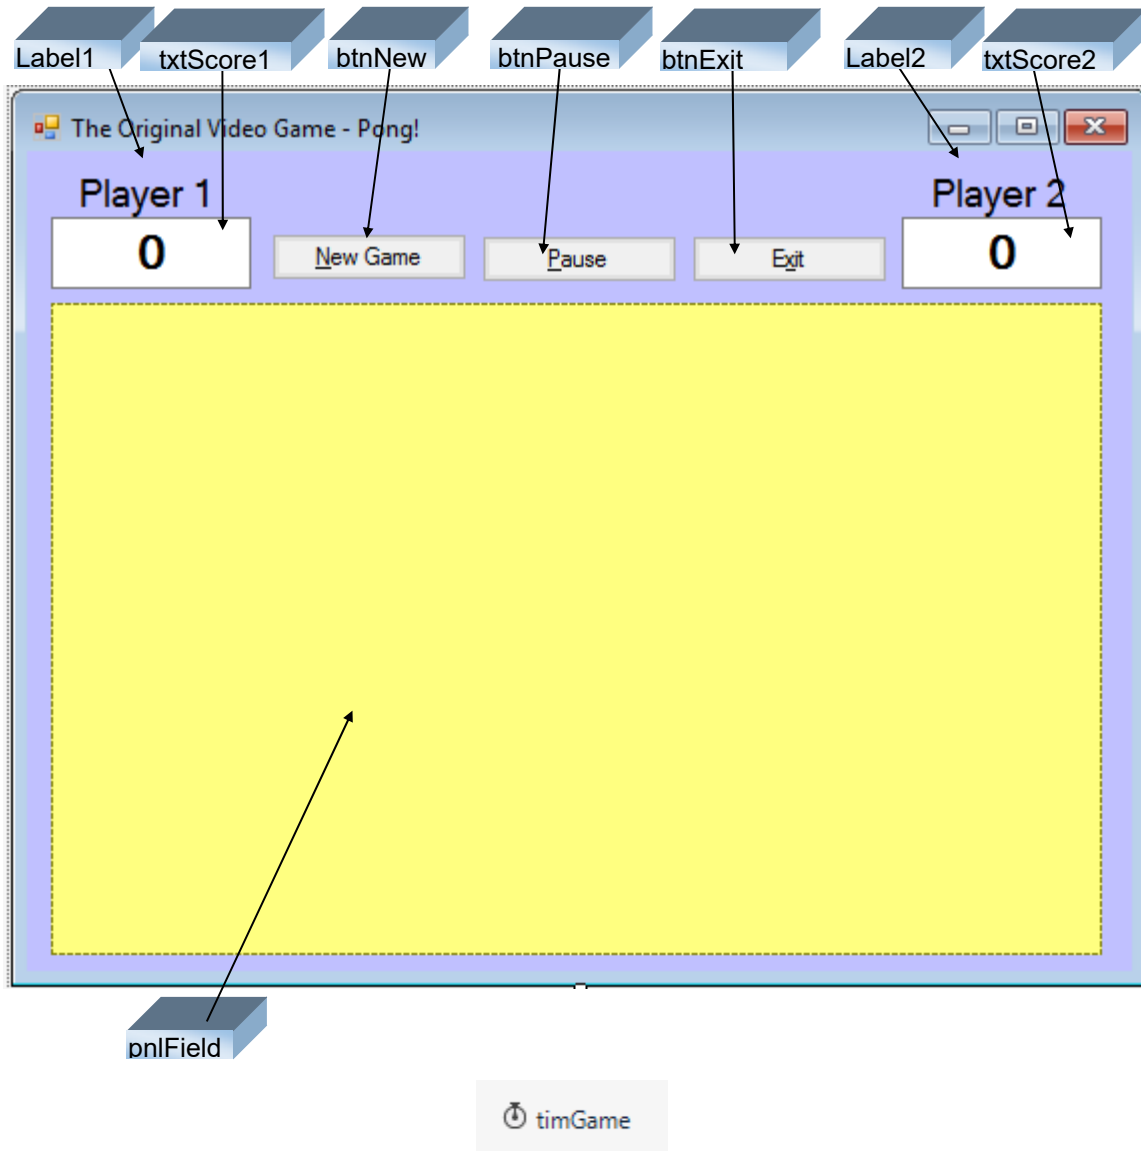 Label1 txtScore1 btnNew btnPause btnExit Label2 txtScore2
The Original Video Game - Pong!
Player 1 Player 2
0 New Game Pause Exit 0
pnlField
timGame